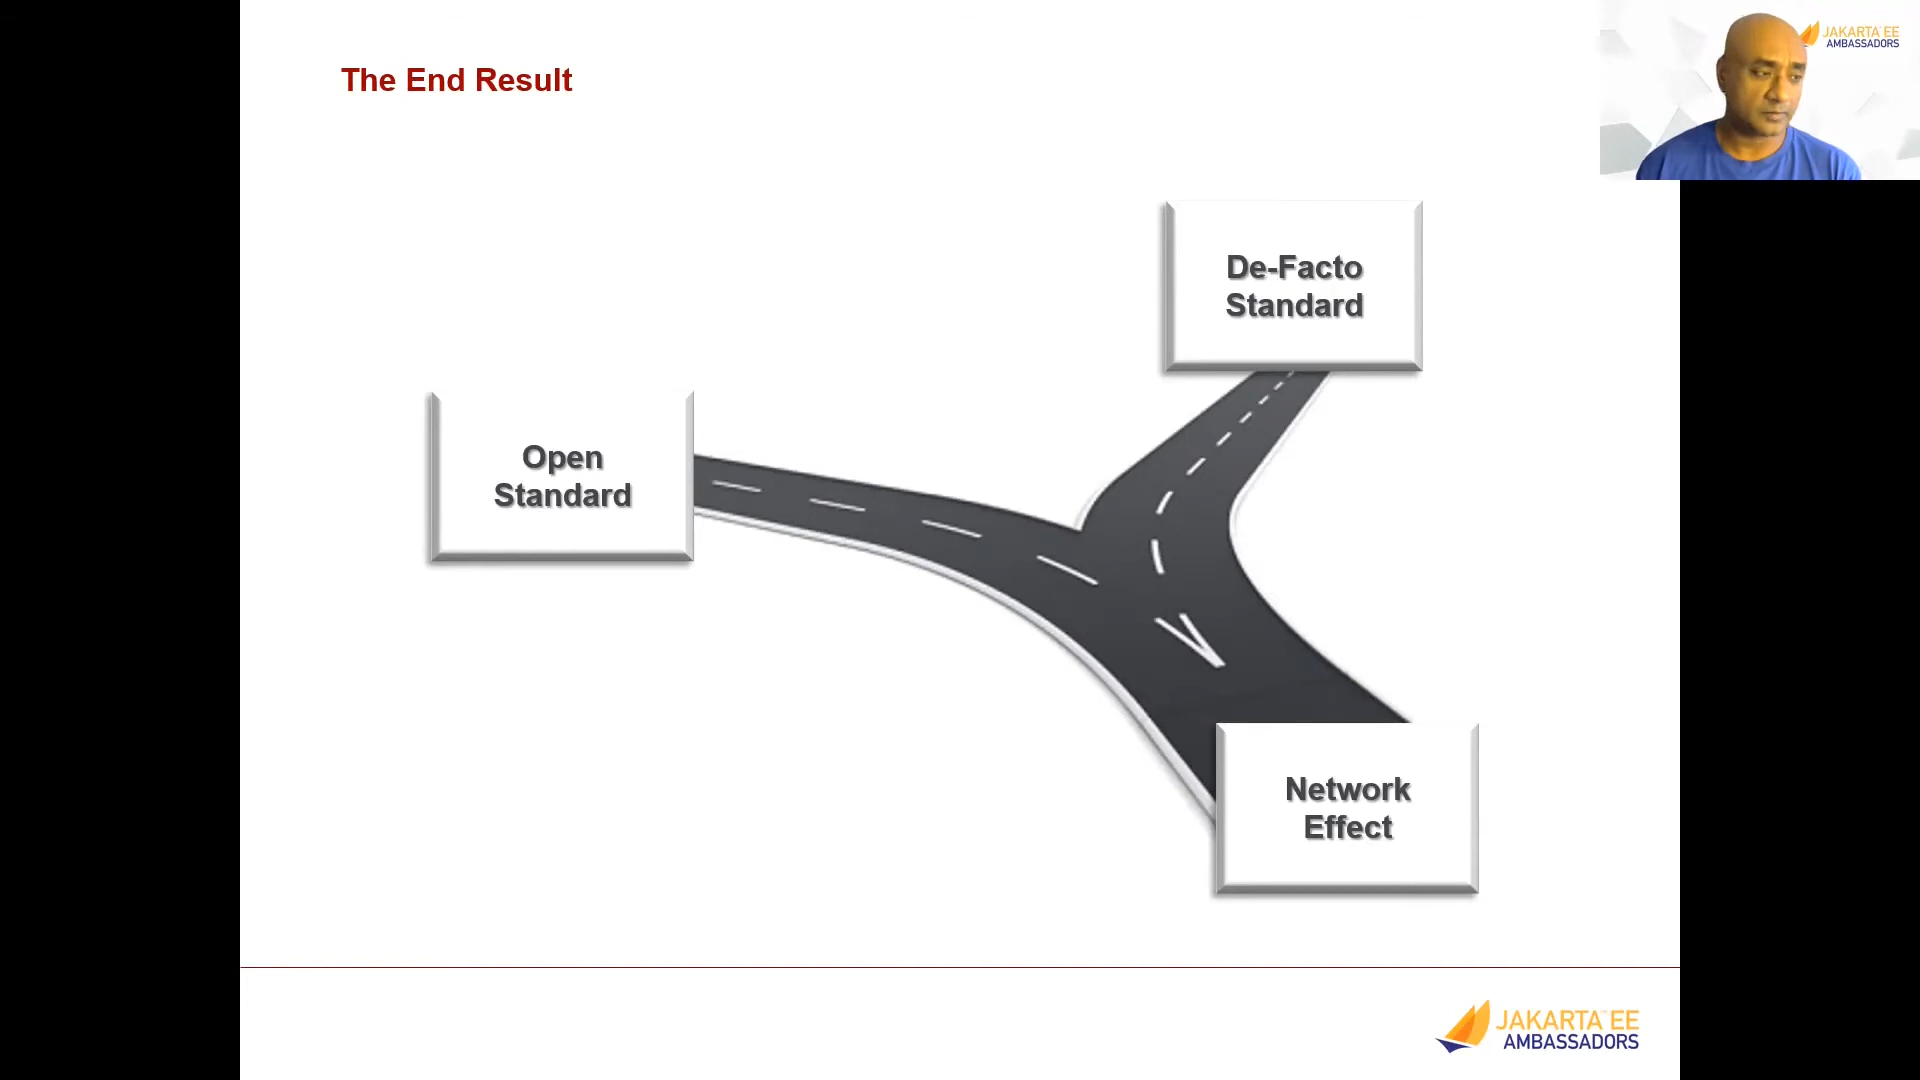 The End Result
JAKARTA EE
AMBASSADORS
De-Facto
Standard
Open
Standard
Network
Effect
JAKARTA EE
AMBASSADORS